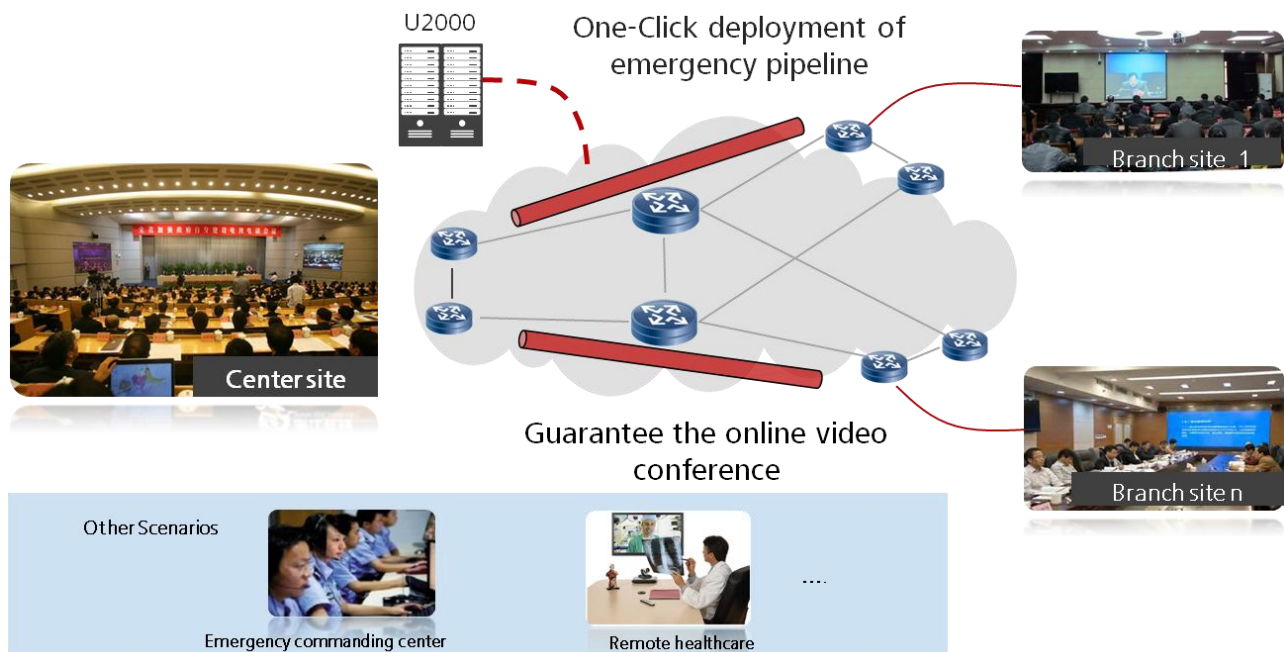 U2000
One-Click deployment of
emergency pipeline
Branch site 1
Center site
Guarantee the online video
conference
Branch site n
Other Scenarios
....
Emergency commanding center
Remote healthcare